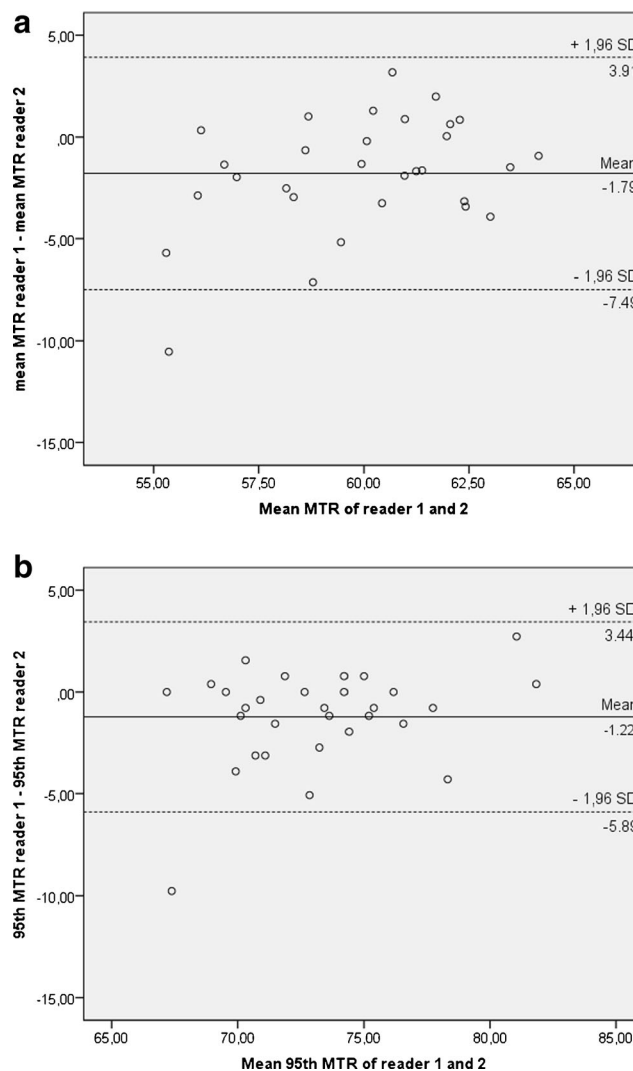 a
5,00
,00
-5,00
-10,00
-15,00
mean MTR reader 1 - mean MTR reader 2
+ 1,96 SD
3.91
Mean
-1.79
- 1,96 SD
-7.49
55,00 57,50 60,00 62,50 65,00
Mean MTR of reader 1 and 2
b
5,00
,00
-5,00
-10,00
-15,00
95th MTR reader 1 - 95th MTR reader 2
+ 1,96 SD
3.44
Mean
-1.22
- 1,96 SD
-5.89
65,00 70,00 75,00 80,00 85,00
Mean 95th MTR of reader 1 and 2